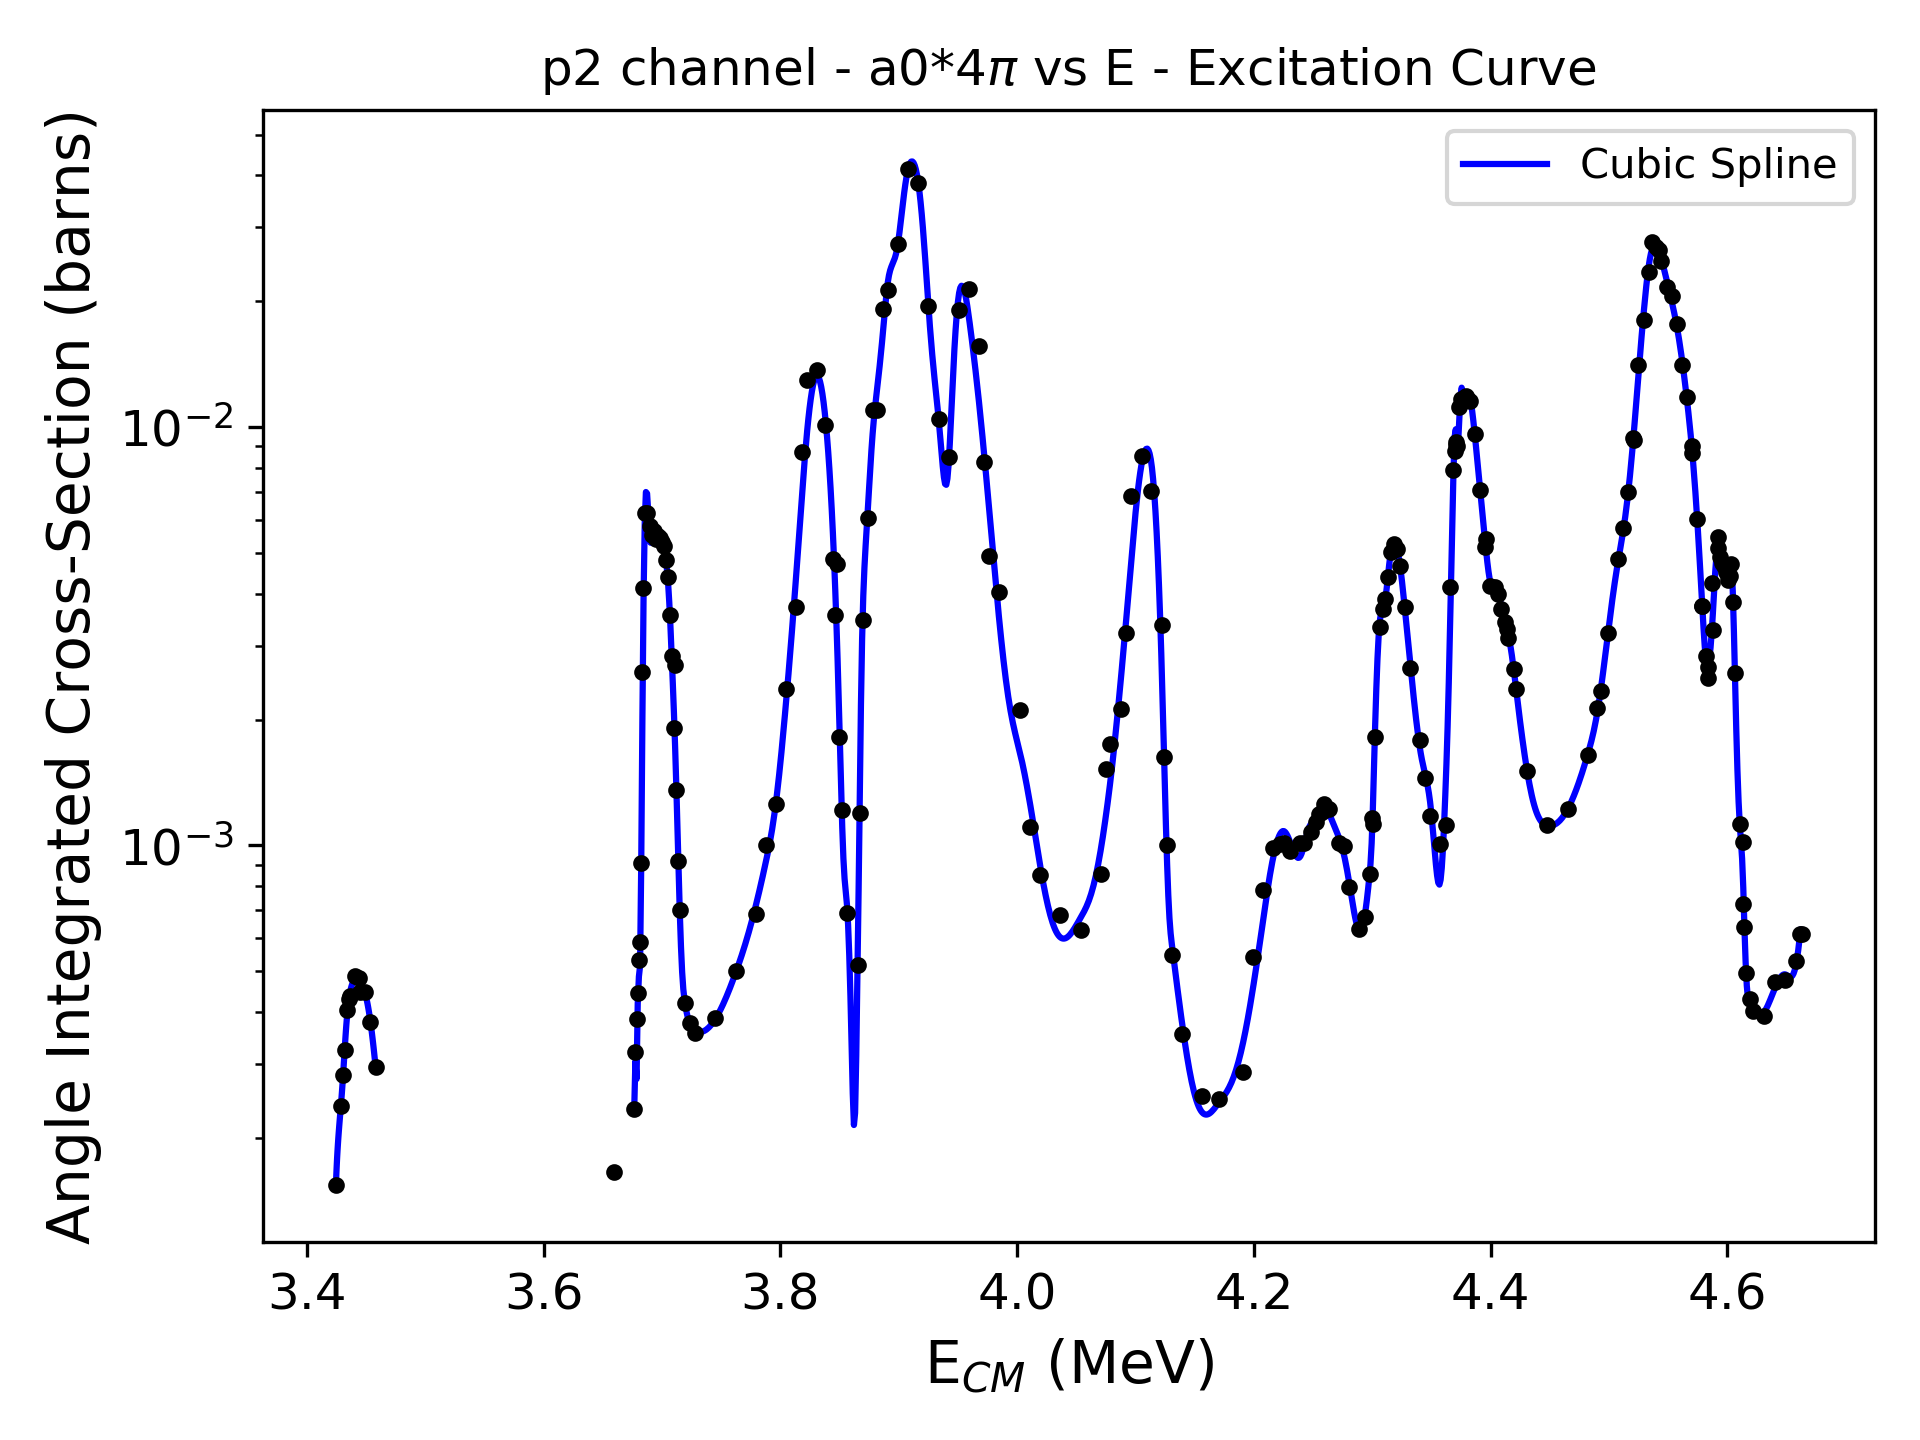 p2 channel - a0*4π vs E - Excitation Curve
Cubic Spline
Angle Integrated Cross-Section (barns)
10⁻²
10⁻³
3.4 3.6 3.8 4.0 4.2 4.4 4.6
E_CM (MeV)